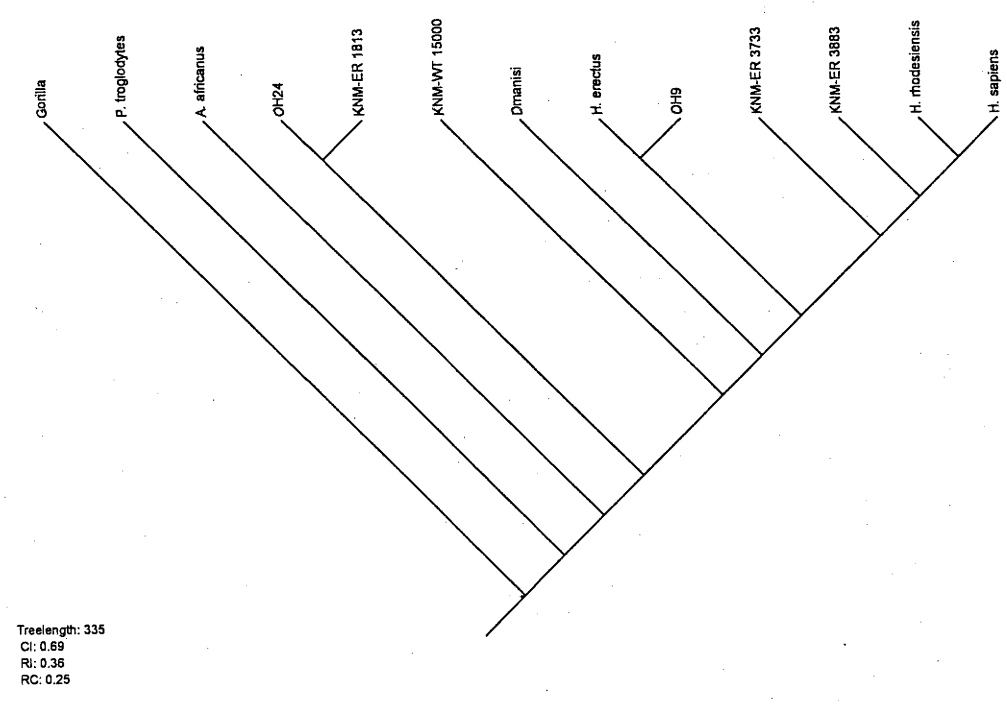 Gorilla
P. troglodytes
A. africanus
OH24
KNM-ER 1813
KNM-WT 15000
Dmanisi
H. erectus
OH9
KNM-ER 3733
KNM-ER 3883
H. rhodesiensis
H. sapiens
Treelength: 335
CI: 0.69
RI: 0.36
RC: 0.25